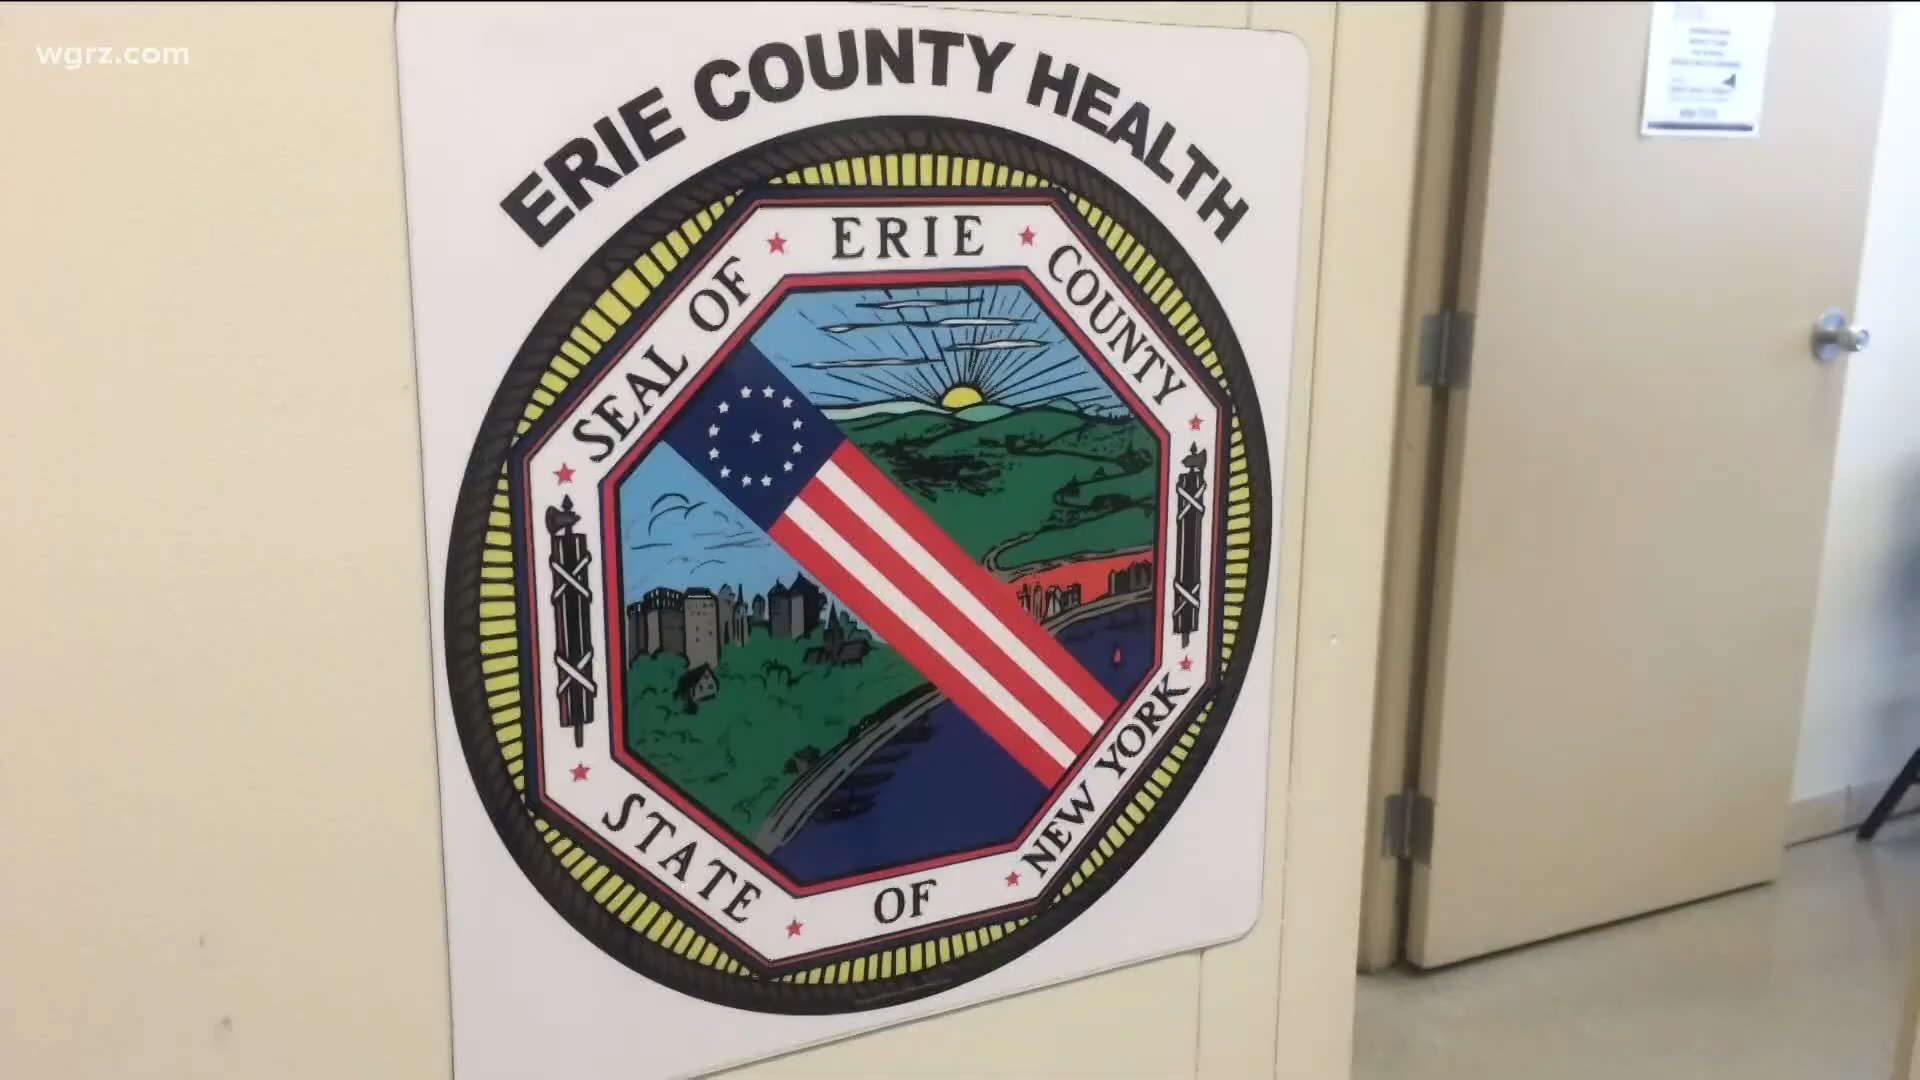 wgrz.com
ERIE COUNTY HEALTH
SEAL OF ERIE COUNTY
STATE OF NEW YORK